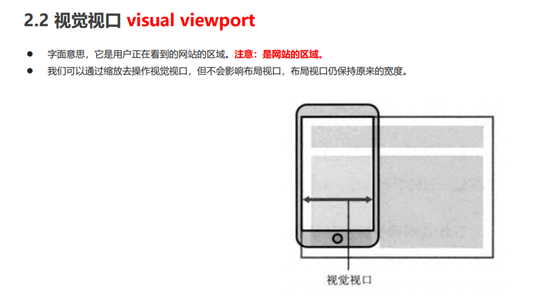 2.2 视觉视口 visual viewport
● 字面意思，它是用户正在看到的网站的区域。注意：是网站的区域。
● 我们可以通过缩放去操作视觉视口，但不会影响布局视口，布局视口仍保持原来的宽度。
视觉视口